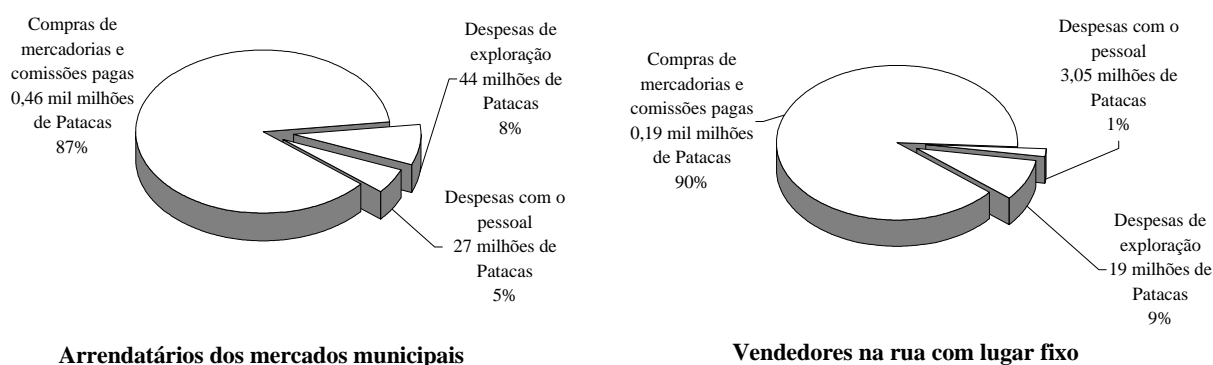 Compras de
mercadorias e
comissões pagas
0,46 mil milhões
de Patacas
87%
Despesas de
exploração
44 milhões de
Patacas
8%
Despesas com o
pessoal
27 milhões de
Patacas
5%
Arrendatários dos mercados municipais
Compras de
mercadorias e
comissões pagas
0,19 mil milhões
de Patacas
90%
Despesas com o
pessoal
3,05 milhões de
Patacas
1%
Despesas de
exploração
19 milhões de
Patacas
9%
Vendedores na rua com lugar fixo